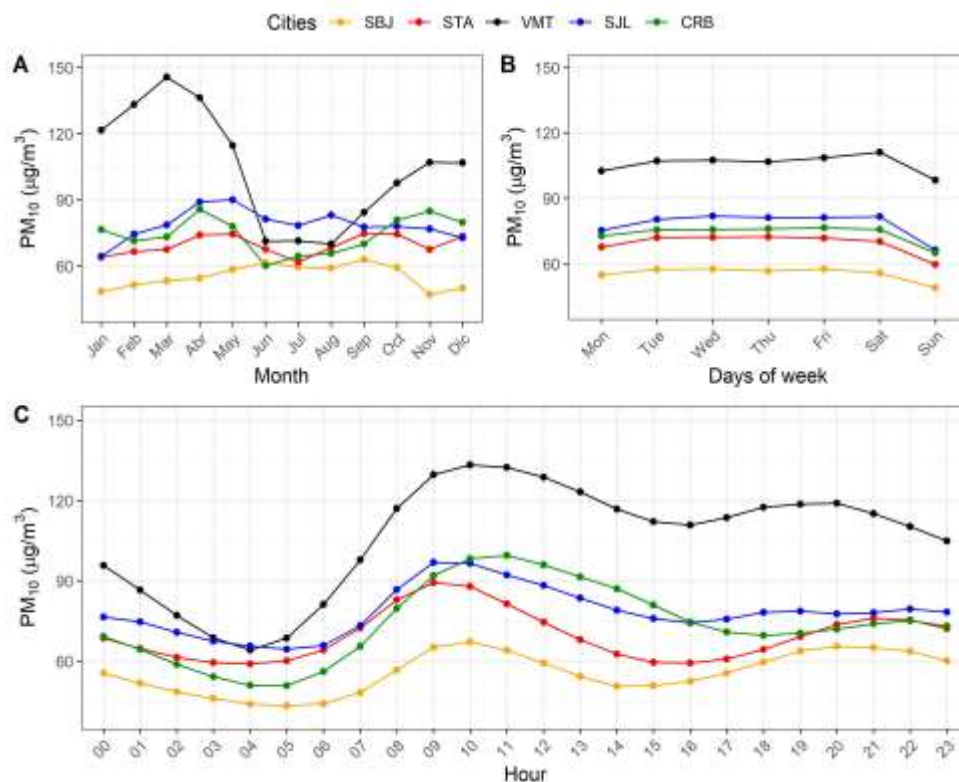 Cities SBJ STA VMT SJL CRB
A
150
120
90
60
PM10 (µg/m³)
Jan Feb Mar Abr May Jun Jul Aug Sep Oct Nov Dic
Month
B
150
120
90
60
PM10 (µg/m³)
Mon Tue Wed Thu Fri Sat Sun
Days of week
C
150
120
90
60
PM10 (µg/m³)
00 01 02 03 04 05 06 07 08 09 10 11 12 13 14 15 16 17 18 19 20 21 22 23
Hour